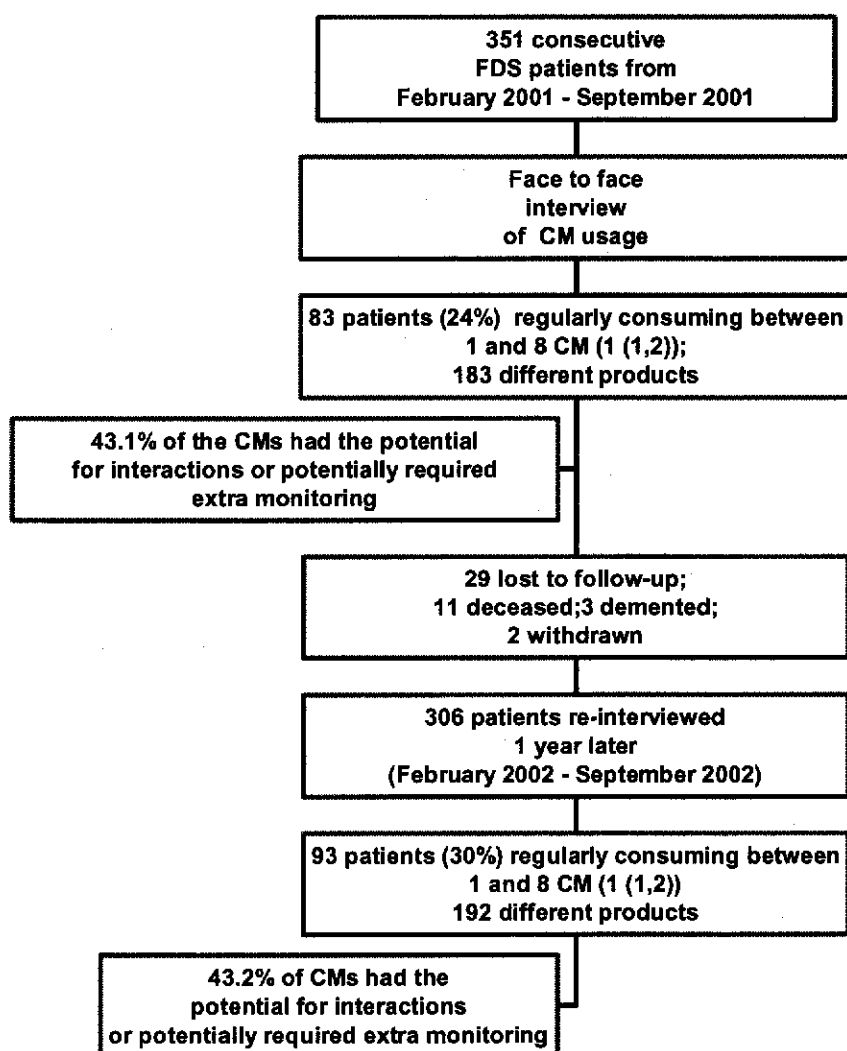 351 consecutive
FDS patients from
February 2001 - September 2001
Face to face
interview
of CM usage
83 patients (24%) regularly consuming between
1 and 8 CM (1 (1,2));
183 different products
43.1% of the CMs had the potential
for interactions or potentially required
extra monitoring
29 lost to follow-up;
11 deceased;3 demented;
2 withdrawn
306 patients re-interviewed
1 year later
(February 2002 - September 2002)
93 patients (30%) regularly consuming between
1 and 8 CM (1 (1,2))
192 different products
43.2% of CMs had the
potential for interactions
or potentially required extra monitoring